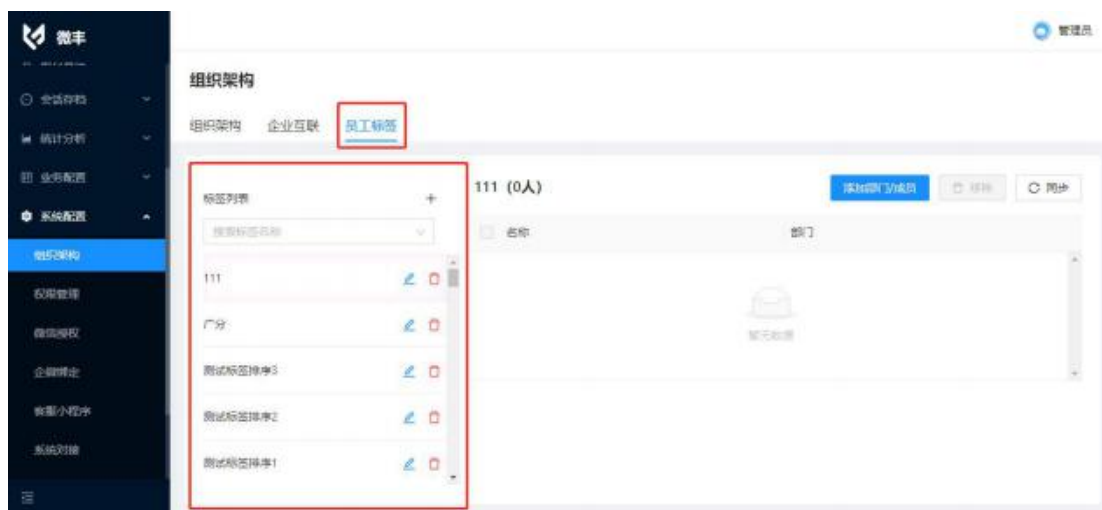 微丰
管理员
会话存档
统计分析
业务配置
系统配置
组织架构
权限管理
微信授权
企微绑定
客服小程序
系统对接
组织架构
组织架构 企业互联 员工标签
标签列表 +
搜索标签名称
111
广分
测试标签排序3
测试标签排序2
测试标签排序1
111 (0人)
添加部门/成员 移除 同步
名称 部门
暂无数据